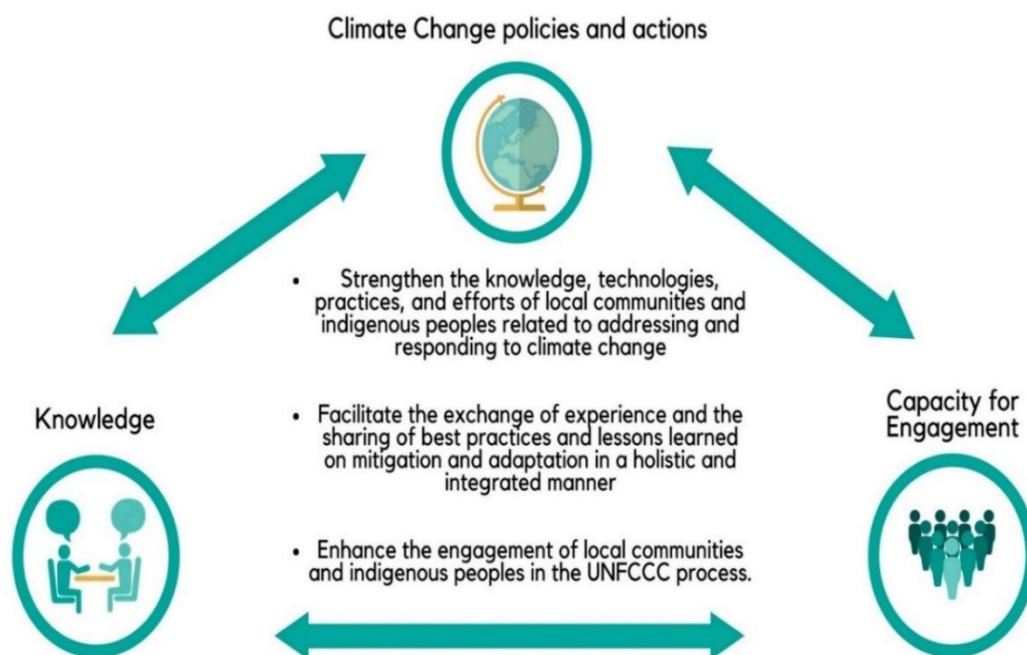 Climate Change policies and actions
• Strengthen the knowledge, technologies,
practices, and efforts of local communities and
indigenous peoples related to addressing and
responding to climate change
Knowledge
Capacity for
Engagement
• Facilitate the exchange of experience and the
sharing of best practices and lessons learned
on mitigation and adaptation in a holistic and
integrated manner
• Enhance the engagement of local communities
and indigenous peoples in the UNFCCC process.